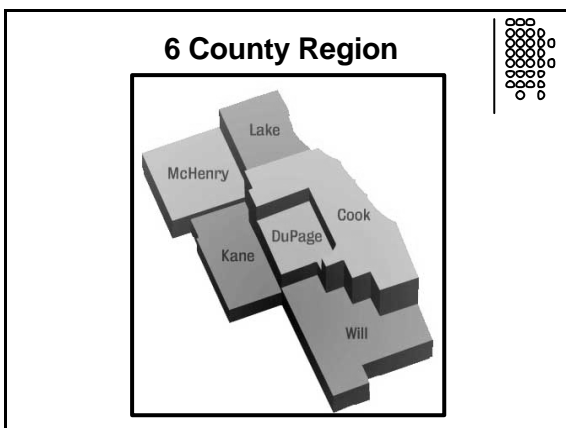 6 County Region
Lake
McHenry
Cook
DuPage
Kane
Will